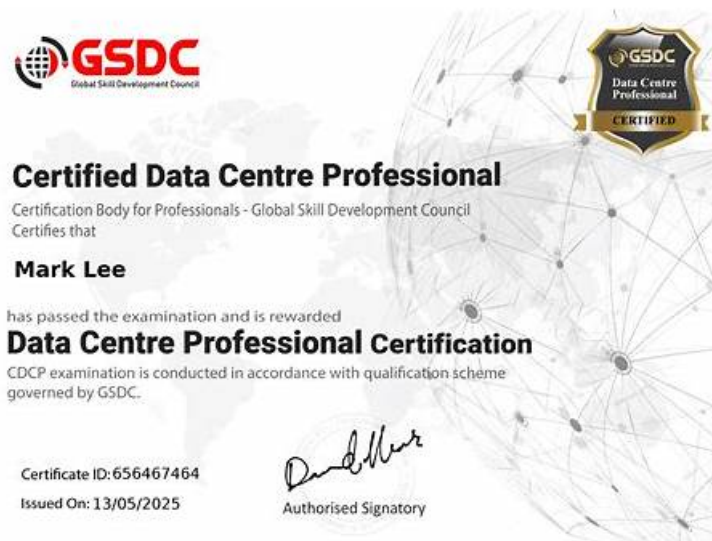 GSDC
Global Skill Development Council
GSDC
Data Centre
Professional
CERTIFIED
Certified Data Centre Professional
Certification Body for Professionals - Global Skill Development Council
Certifies that
Mark Lee
has passed the examination and is rewarded
Data Centre Professional Certification
CDCP examination is conducted in accordance with qualification scheme
governed by GSDC.
Certificate ID: 656467464
Issued On: 13/05/2025
Authorised Signatory